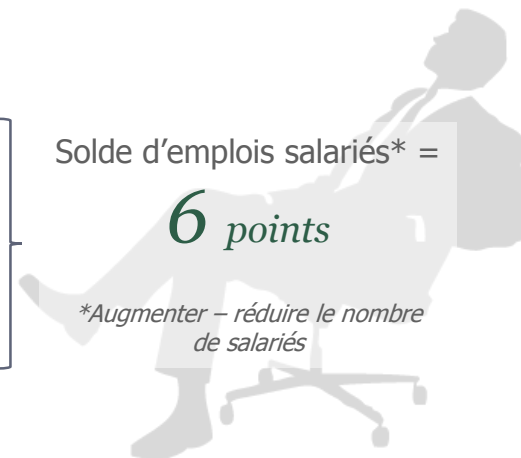 Solde d’emplois salariés* =
6 points
*Augmenter – réduire le nombre
de salariés